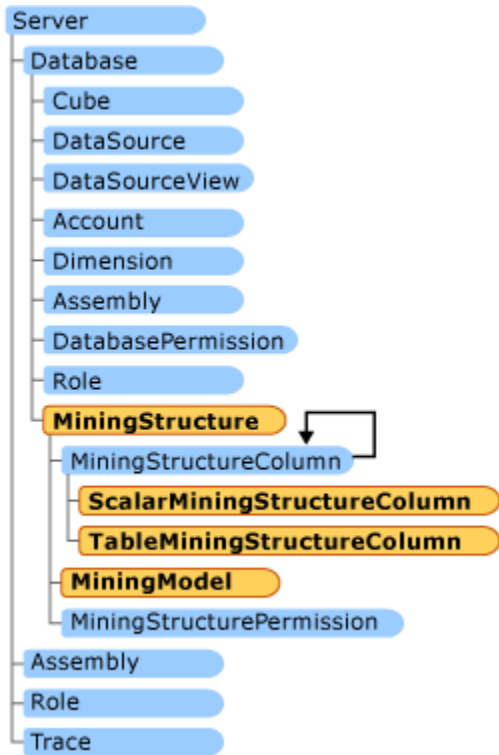 Server
Database
Cube
DataSource
DataSourceView
Account
Dimension
Assembly
DatabasePermission
Role
MiningStructure
MiningStructureColumn
ScalarMiningStructureColumn
TableMiningStructureColumn
MiningModel
MiningStructurePermission
Assembly
Role
Trace